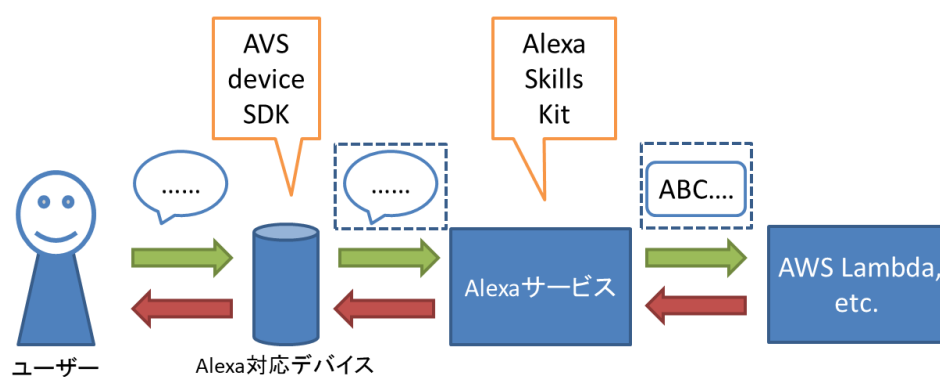 AVS
device
SDK
Alexa
Skills
Kit
……
……
ABC....
Alexaサービス
AWS Lambda,
etc.
ユーザー
Alexa対応デバイス